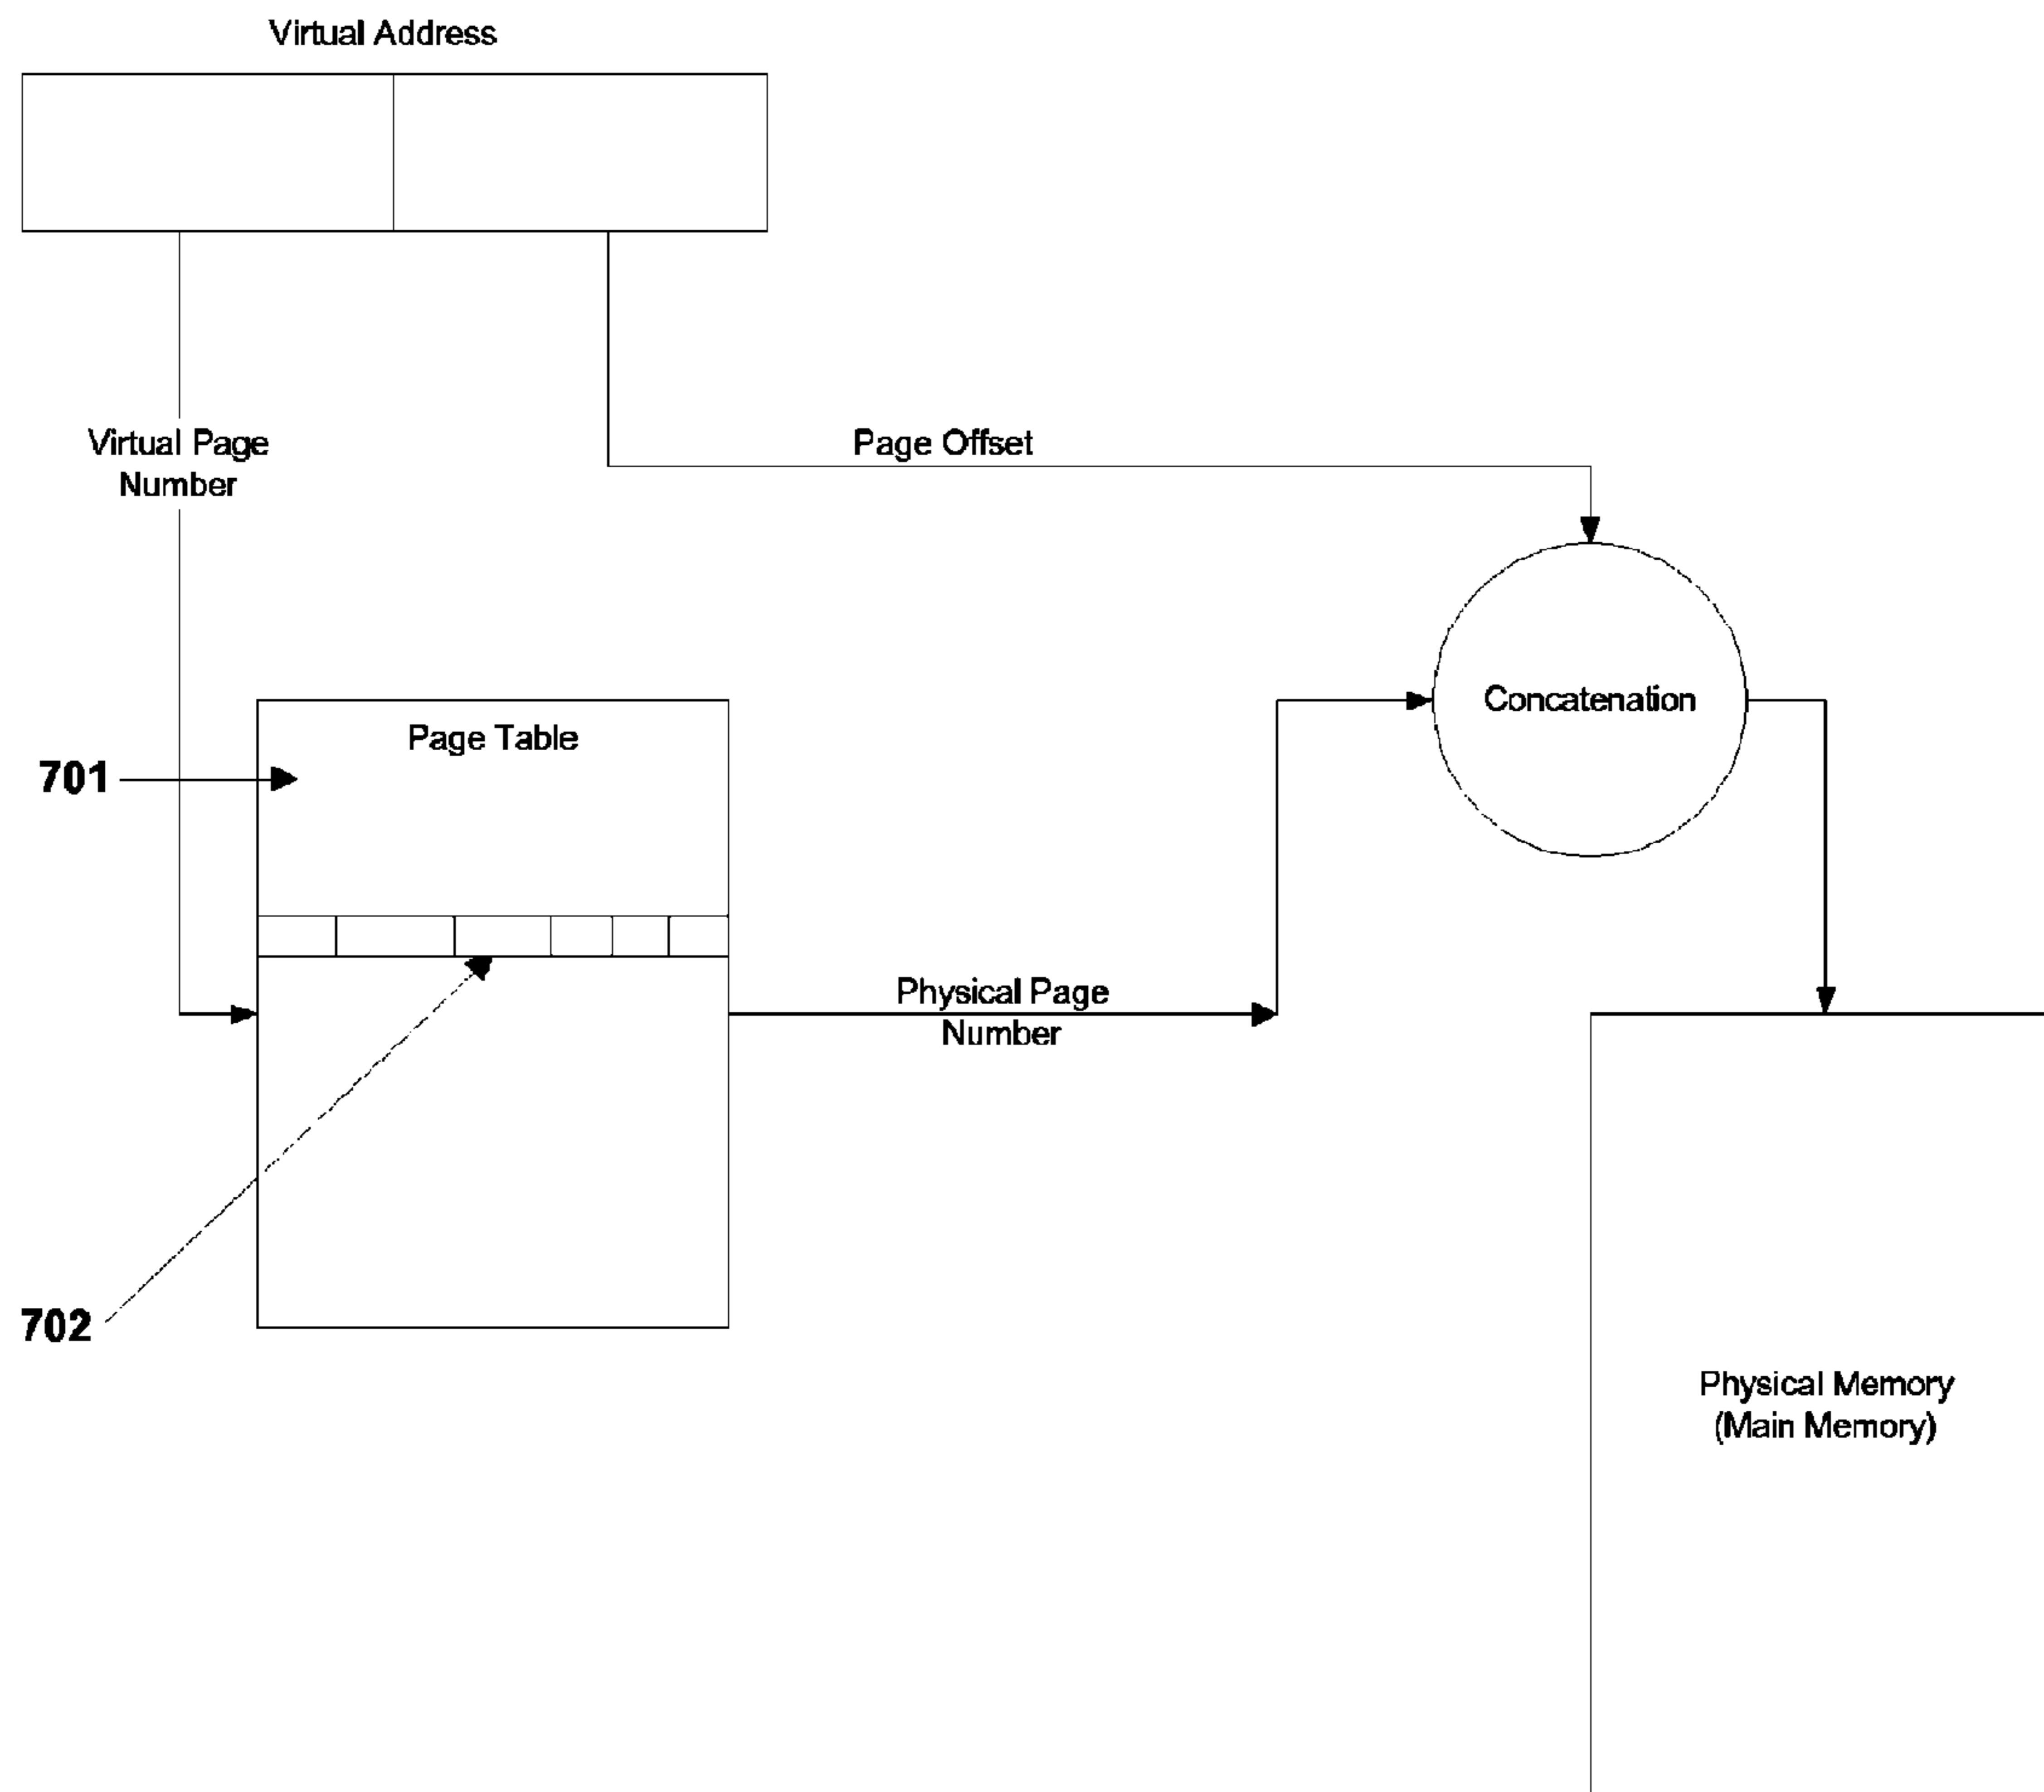 Virtual Address
Virtual Page
Number
Page Offset
Concatenation
Page Table
701
Physical Page
Number
702
Physical Memory
(Main Memory)